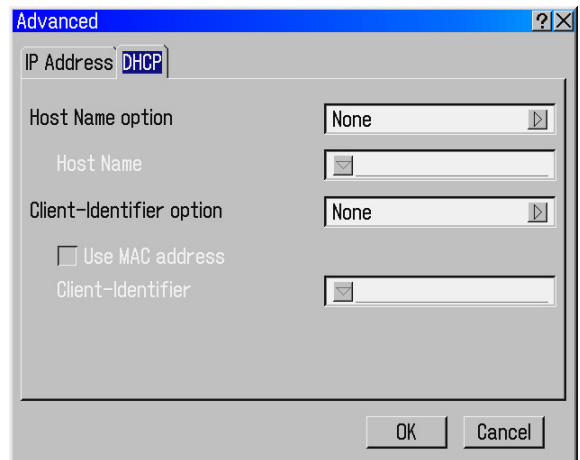 Advanced
IP Address DHCP
Host Name option None
Host Name
Client-Identifier option None
Use MAC address
Client-Identifier
OK Cancel